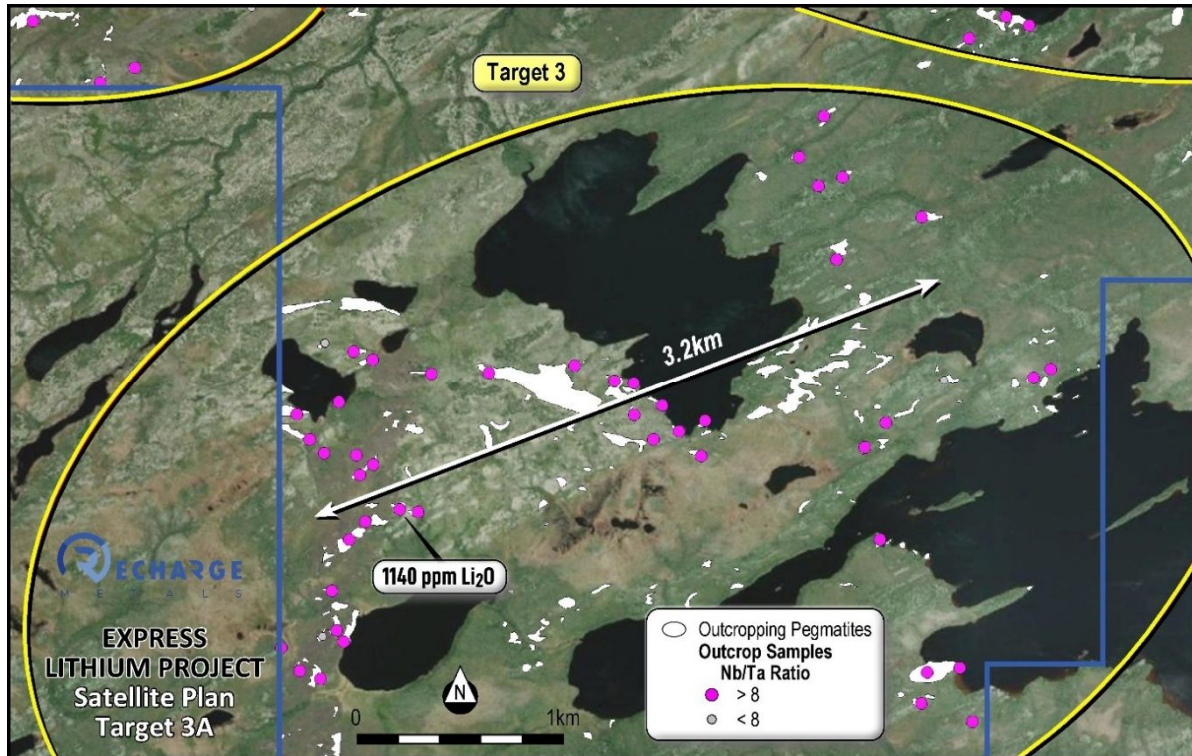 Target 3
3.2km
1140 ppm Li₂O
RECHARGE
METALS
EXPRESS
LITHIUM PROJECT
Satellite Plan
Target 3A
N
0 1km
Outcropping Pegmatites
Outcrop Samples
Nb/Ta Ratio
> 8
< 8